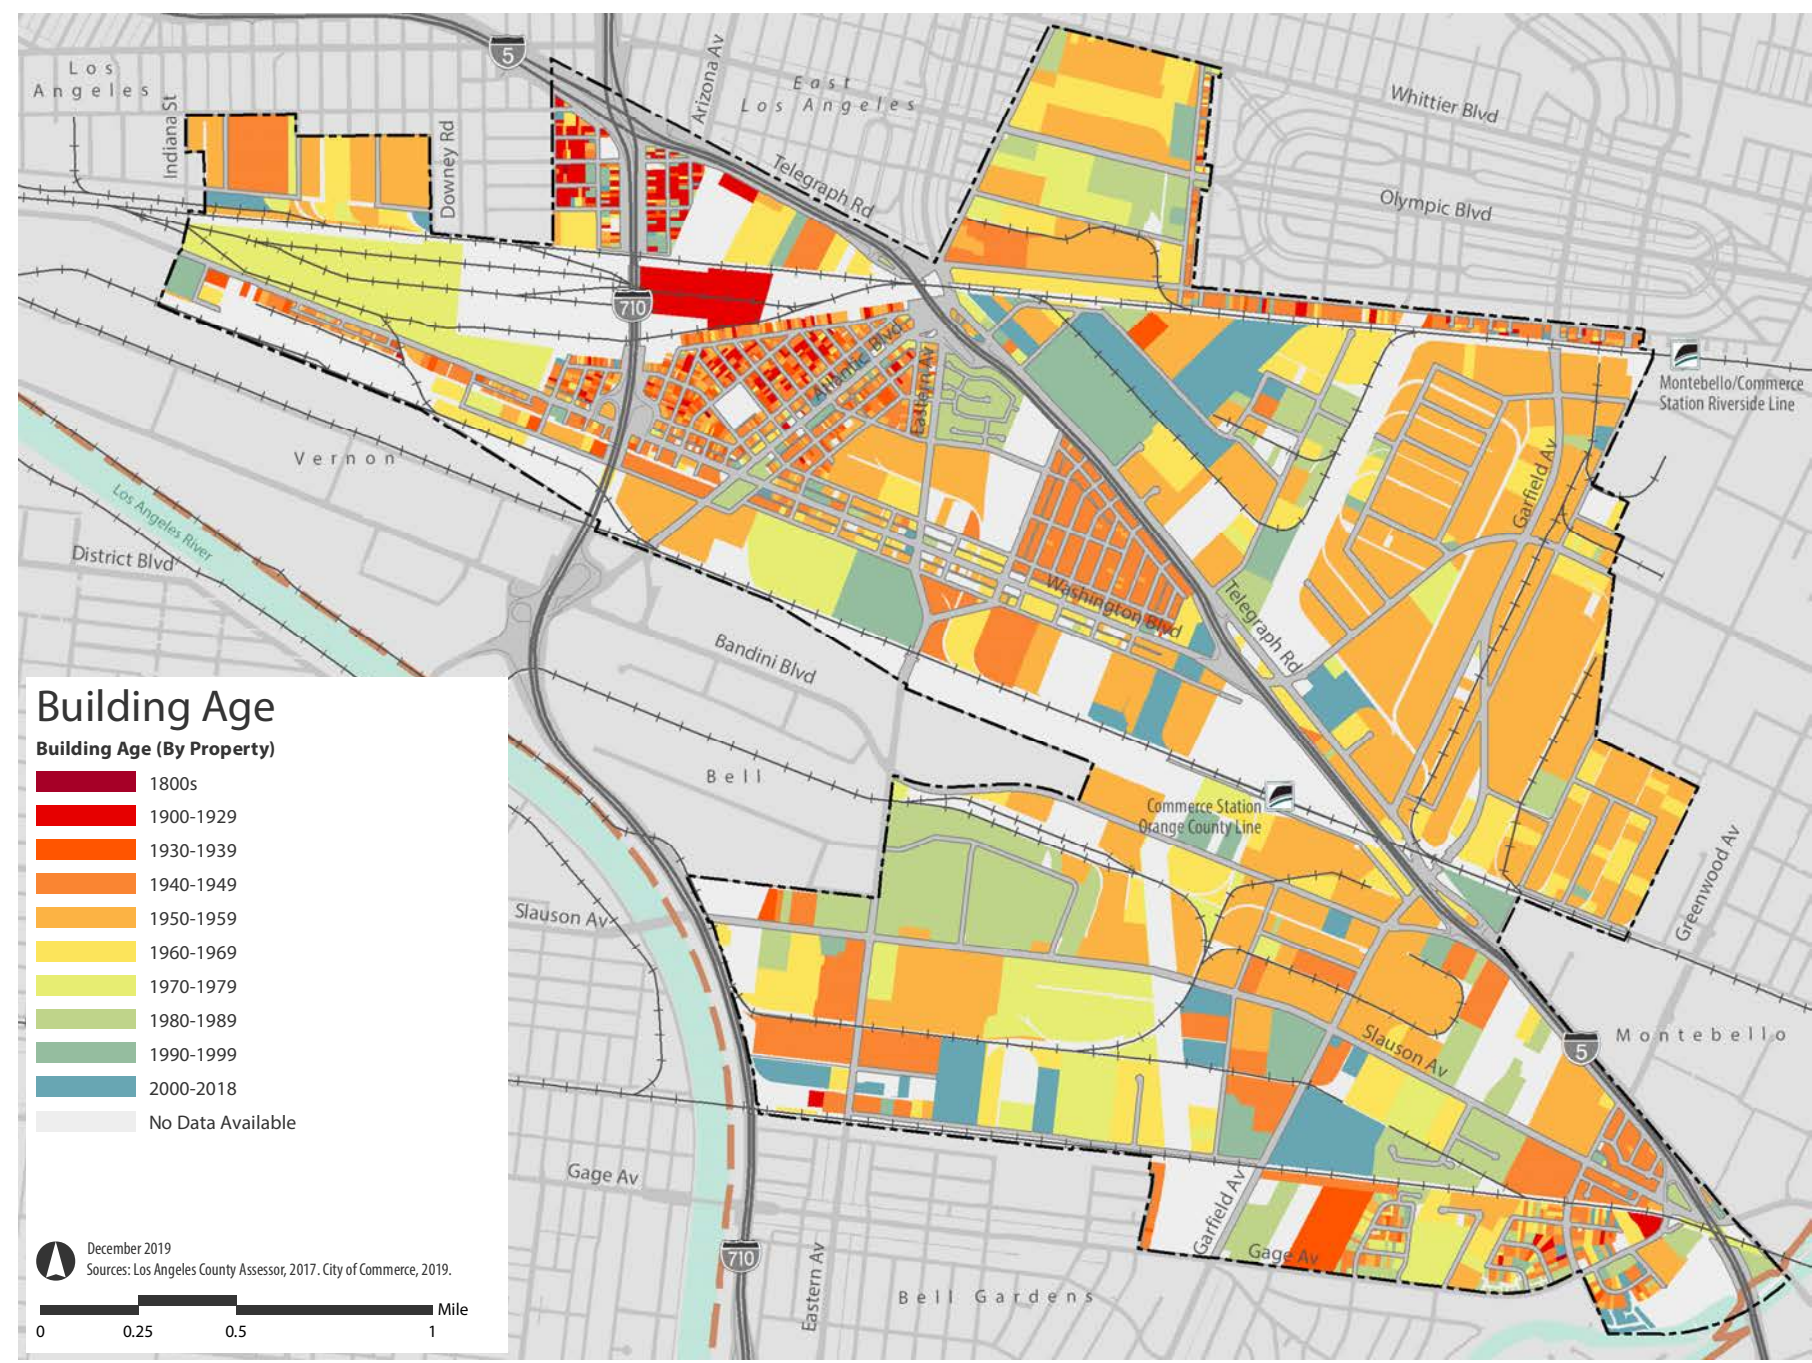 Los
Angeles
Indiana St
Downey Rd
5
Arizona Av
East
Los Angeles
Telegraph Rd
Whittier Blvd
Olympic Blvd
710
Atlantic Blvd
Eastern Av
Montebello/Commerce
Station Riverside Line
Garfield Av
Vernon
Los Angeles River
District Blvd
Washington Blvd
Telegraph Rd
Bandini Blvd
Bell
Commerce Station
Orange County Line
Greenwood Av
Slauson Av
Slauson Av
5
Montebello
Gage Av
Garfield Av
Gage Av
710
Eastern Av
Bell Gardens
Building Age
Building Age (By Property)
1800s
1900-1929
1930-1939
1940-1949
1950-1959
1960-1969
1970-1979
1980-1989
1990-1999
2000-2018
No Data Available
December 2019
Sources: Los Angeles County Assessor, 2017. City of Commerce, 2019.
Mile
0 0.25 0.5 1